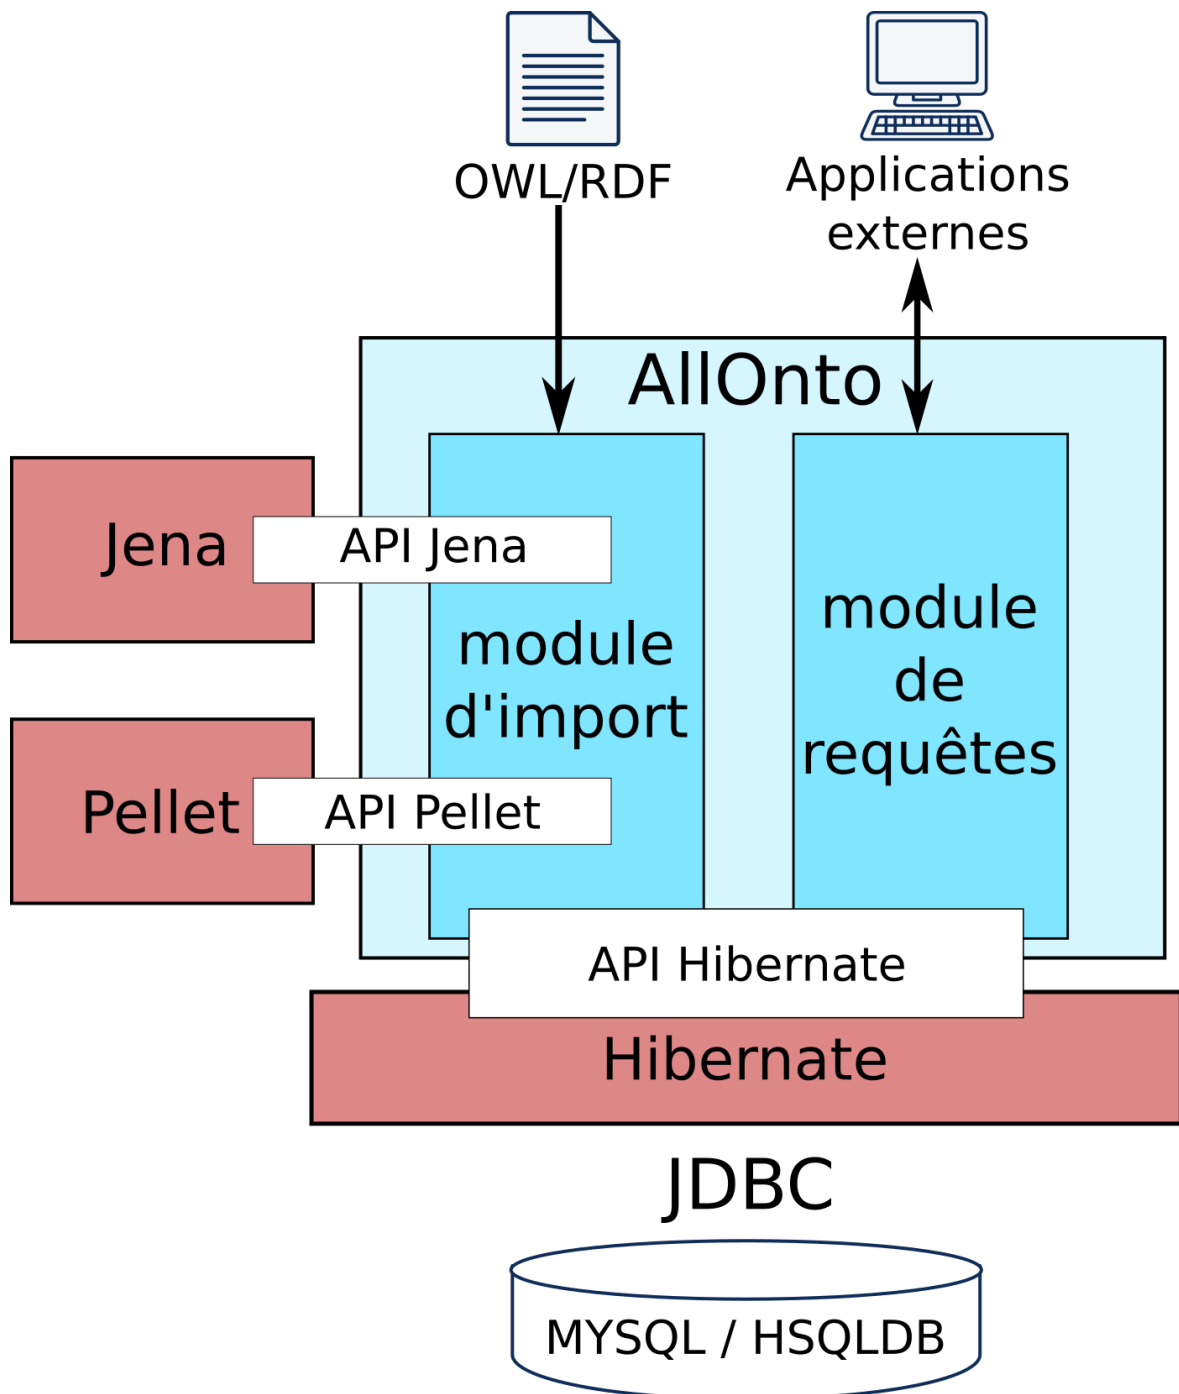 OWL/RDF
Applications
externes
AllOnto
Jena
API Jena
module
d'import
module
de
requêtes
Pellet
API Pellet
API Hibernate
Hibernate
JDBC
MYSQL / HSQLDB